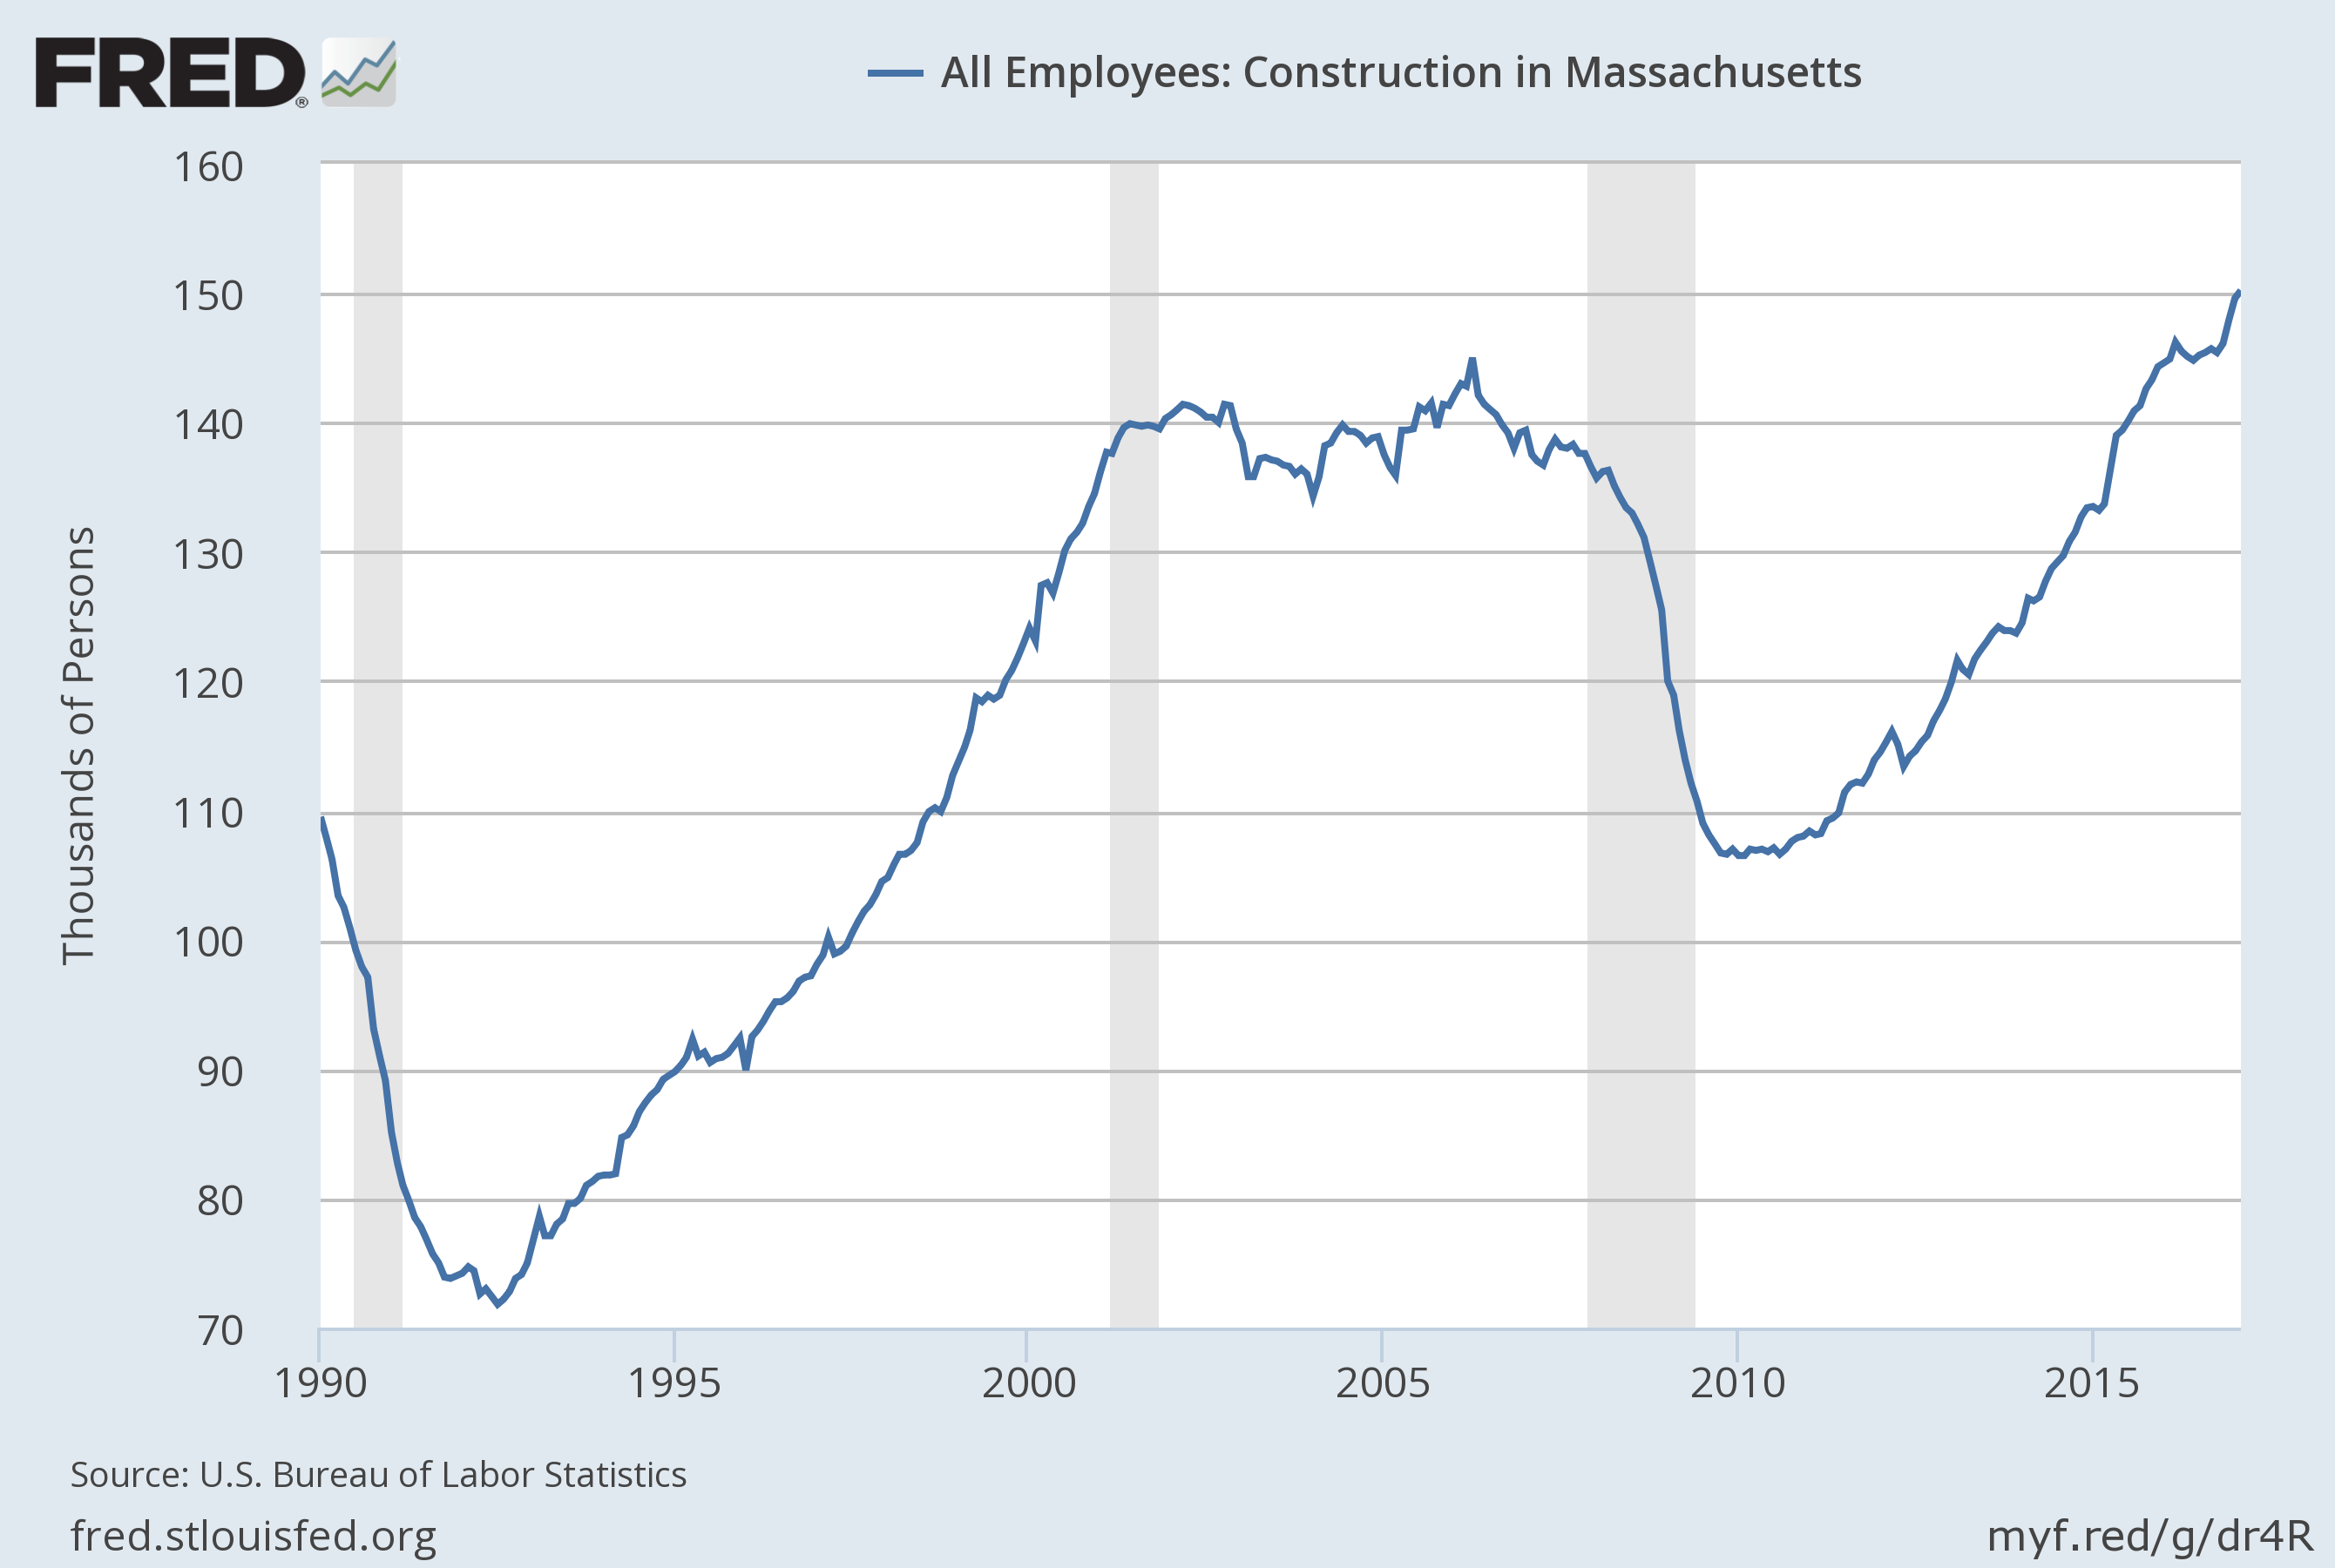 FRED®
All Employees: Construction in Massachusetts
160
150
140
130
120
110
100
90
80
70
Thousands of Persons
1990 1995 2000 2005 2010 2015
Source: U.S. Bureau of Labor Statistics
fred.stlouisfed.org
myf.red/g/dr4R